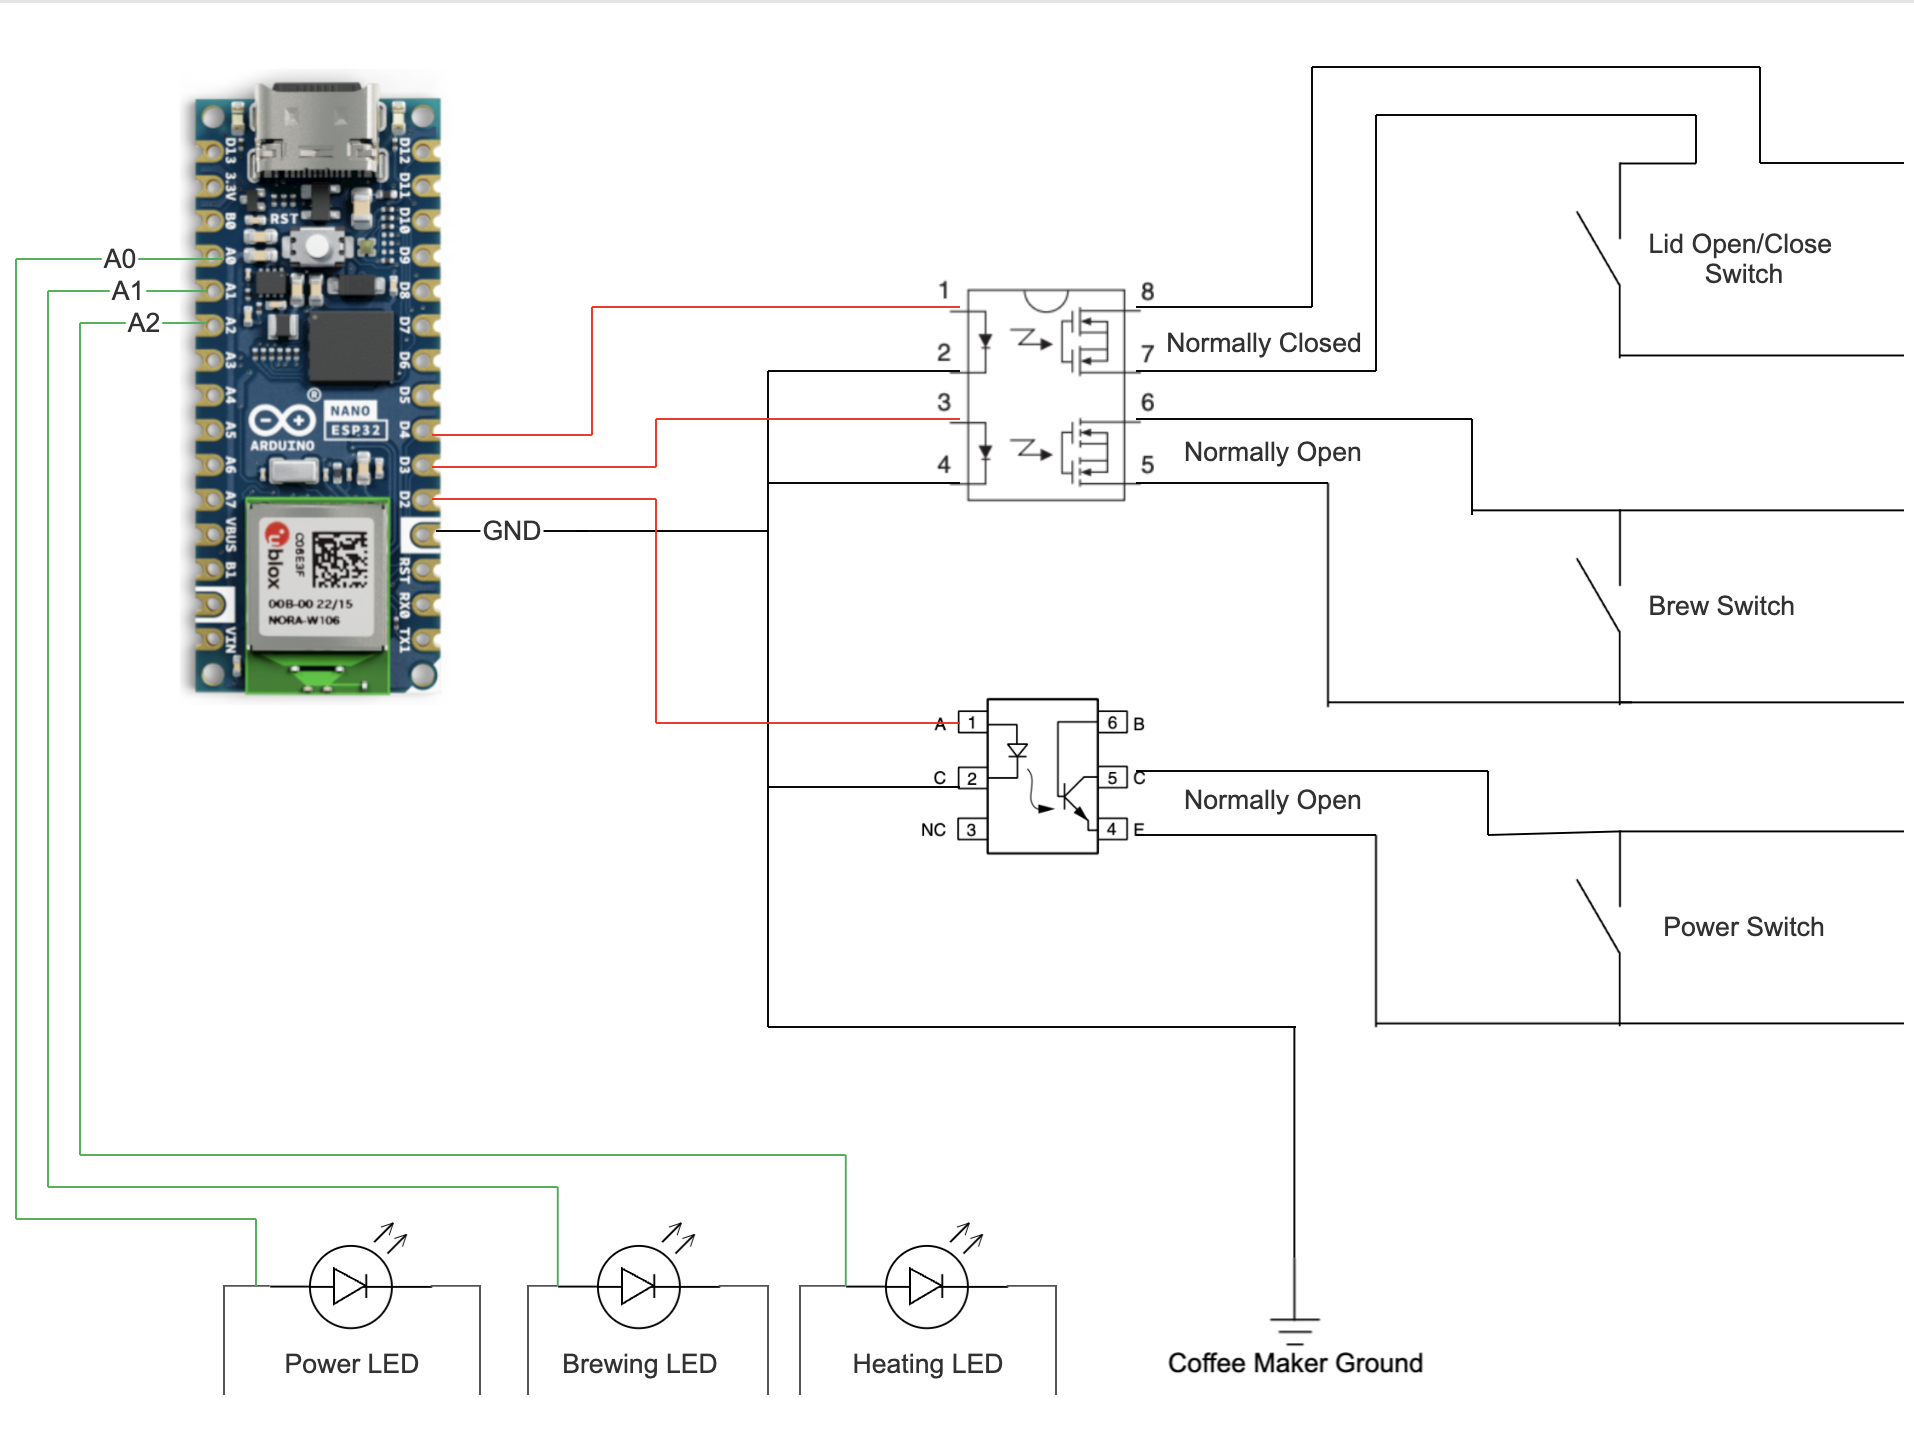 D13
3.3V
B0
A0
A1
A2
A3
A4
A5
A6
A7
VBUS
B1
VIN
D12
D11
D10
D9
D8
D7
D6
D5
D4
D3
D2
RST
RX0
TX1
RST
®
NANO
ESP32
ARDUINO
ublox
C08E3F
00B-00 22/15
NORA-W106
A0
A1
A2
GND
1
2
3
4
8
7
6
5
Normally Closed
Normally Open
Lid Open/Close
Switch
Brew Switch
A
1
C
2
NC
3
6
B
5
C
4
E
Normally Open
Power Switch
Power LED
Brewing LED
Heating LED
Coffee Maker Ground